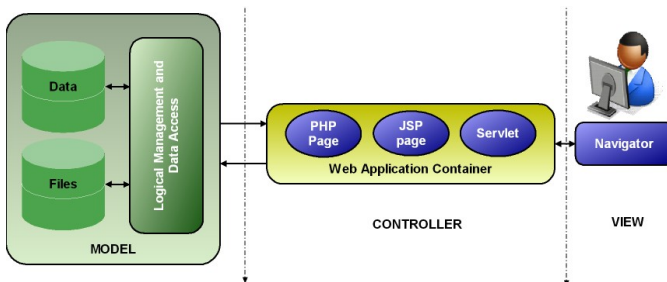 Data
Files
Logical Management and
Data Access
MODEL
PHP
Page
JSP
page
Servlet
Web Application Container
CONTROLLER
Navigator
VIEW